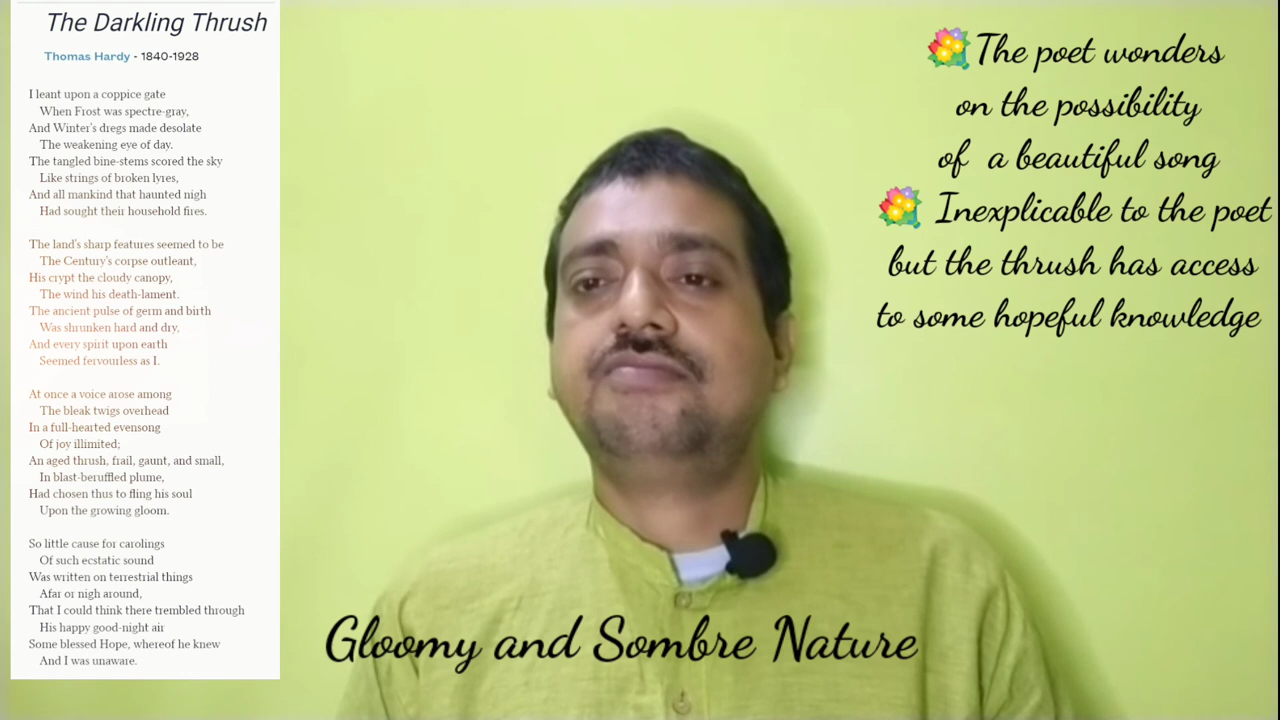 The Darkling Thrush
Thomas Hardy - 1840-1928
I leant upon a coppice gate
When Frost was spectre-gray,
And Winter's dregs made desolate
The weakening eye of day.
The tangled bine-stems scored the sky
Like strings of broken lyres,
And all mankind that haunted nigh
Had sought their household fires.
The land's sharp features seemed to be
The Century's corpse outleant,
His crypt the cloudy canopy,
The wind his death-lament.
The ancient pulse of germ and birth
Was shrunken hard and dry,
And every spirit upon earth
Seemed fervourless as I.
At once a voice arose among
The bleak twigs overhead
In a full-hearted evensong
Of joy illimited;
An aged thrush, frail, gaunt, and small,
In blast-beruffled plume,
Had chosen thus to fling his soul
Upon the growing gloom.
So little cause for carolings
Of such ecstatic sound
Was written on terrestrial things
Afar or nigh around,
That I could think there trembled through
His happy good-night air
Some blessed Hope, whereof he knew
And I was unaware.
The poet wonders
on the possibility
of a beautiful song
Inexplicable to the poet
but the thrush has access
to some hopeful knowledge
Gloomy and Sombre Nature